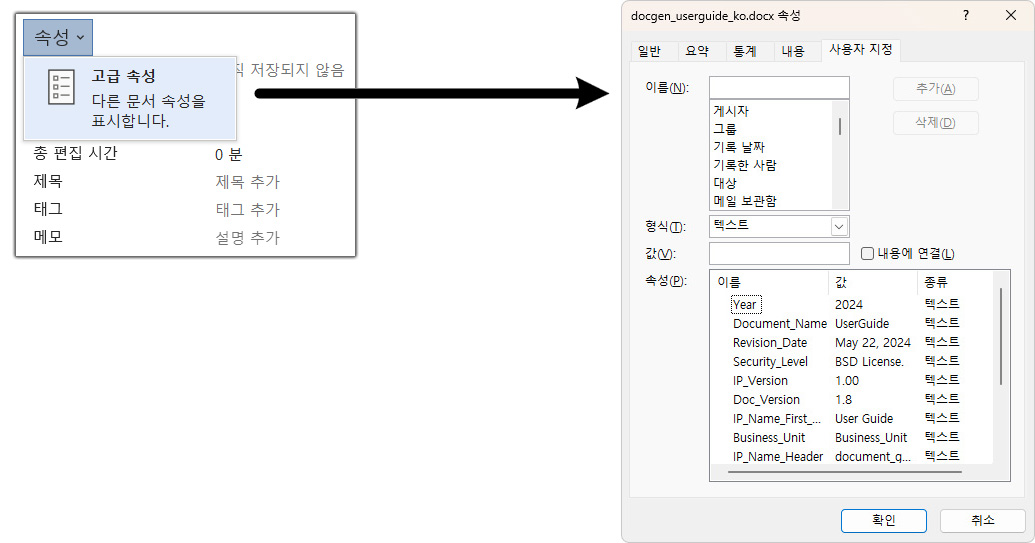 속성
고급 속성
다른 문서 속성을
표시합니다.
저장되지 않음
총 편집 시간 0 분
제목 제목 추가
태그 태그 추가
메모 설명 추가
docgen_userguide_ko.docx 속성 ?
일반 요약 통계 내용 사용자 지정
이름(N): 추가(A)
삭제(D)
게시자
그룹
기록 날짜
기록한 사람
대상
메일 보관함
형식(T): 텍스트
값(V): 내용에 연결(L)
속성(P): 이름 값 종류
Year 2024 텍스트
Document_Name UserGuide 텍스트
Revision_Date May 22, 2024 텍스트
Security_Level BSD License. 텍스트
IP_Version 1.00 텍스트
Doc_Version 1.8 텍스트
IP_Name_First_... User Guide 텍스트
Business_Unit Business_Unit 텍스트
IP_Name_Header document_g... 텍스트
확인 취소